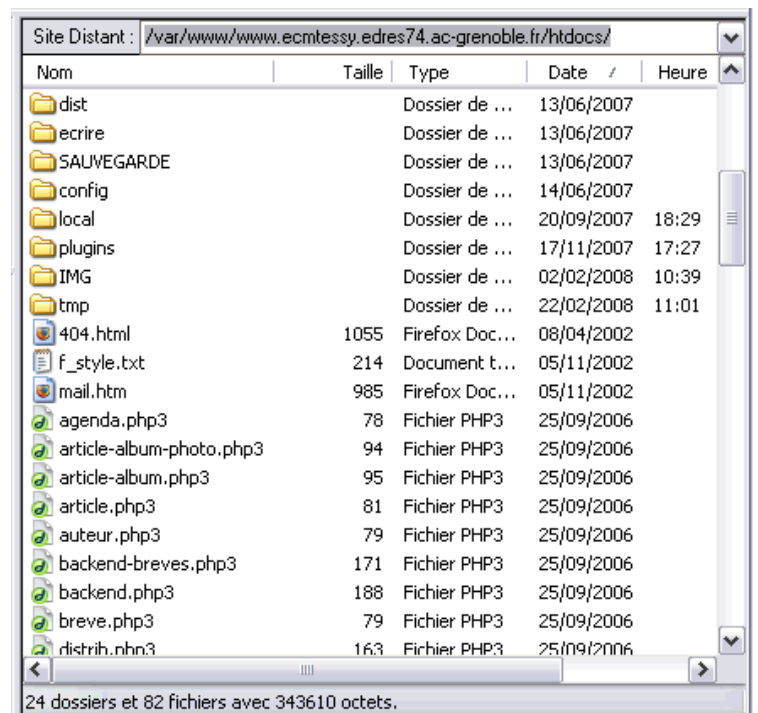 Site Distant : /var/www/www.ecmtessy.edres74.ac-grenoble.fr/htdocs/
Nom Taille Type Date Heure
dist Dossier de ... 13/06/2007
ecrire Dossier de ... 13/06/2007
SAUVEGARDE Dossier de ... 13/06/2007
config Dossier de ... 14/06/2007
local Dossier de ... 20/09/2007 18:29
plugins Dossier de ... 17/11/2007 17:27
IMG Dossier de ... 02/02/2008 10:39
tmp Dossier de ... 22/02/2008 11:01
404.html 1055 Firefox Doc... 08/04/2002
f_style.txt 214 Document t... 05/11/2002
mail.htm 985 Firefox Doc... 05/11/2002
agenda.php3 78 Fichier PHP3 25/09/2006
article-album-photo.php3 94 Fichier PHP3 25/09/2006
article-album.php3 95 Fichier PHP3 25/09/2006
article.php3 81 Fichier PHP3 25/09/2006
auteur.php3 79 Fichier PHP3 25/09/2006
backend-breves.php3 171 Fichier PHP3 25/09/2006
backend.php3 188 Fichier PHP3 25/09/2006
breve.php3 79 Fichier PHP3 25/09/2006
distrib.php3 163 Fichier PHP3 25/09/2006
24 dossiers et 82 fichiers avec 343610 octets.